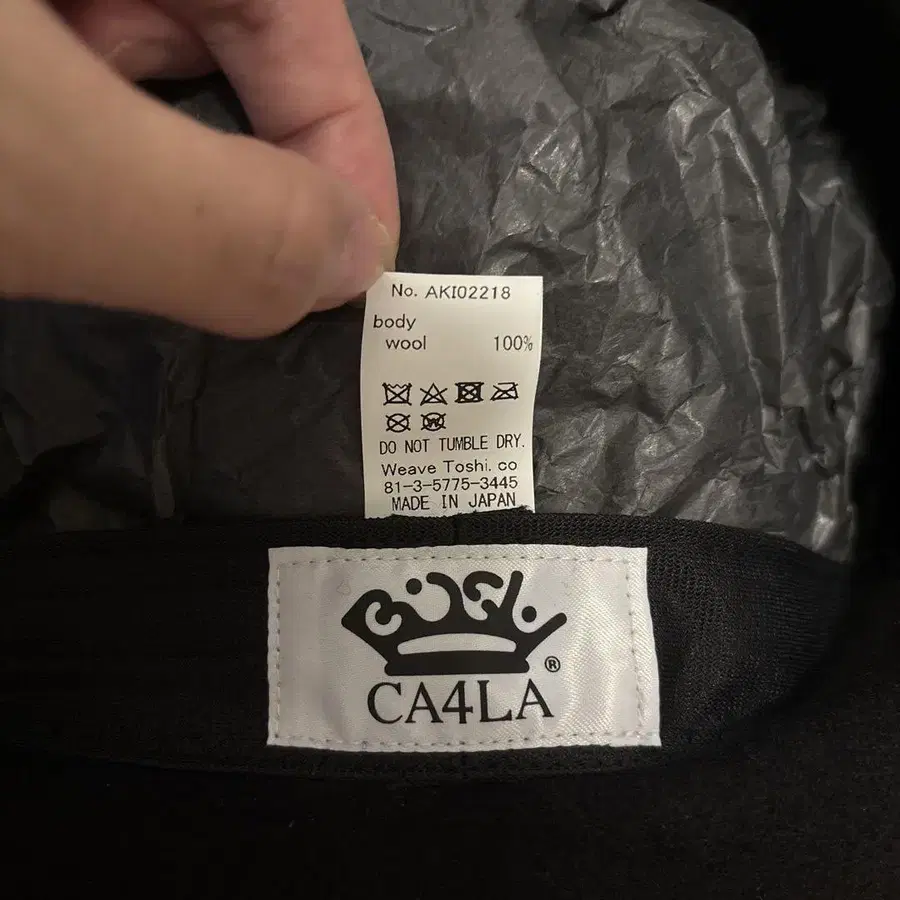 No. AKI02218
body
wool 100%
DO NOT TUMBLE DRY.
Weave Toshi. co
81-3-5775-3445
MADE IN JAPAN
®
CA4LA